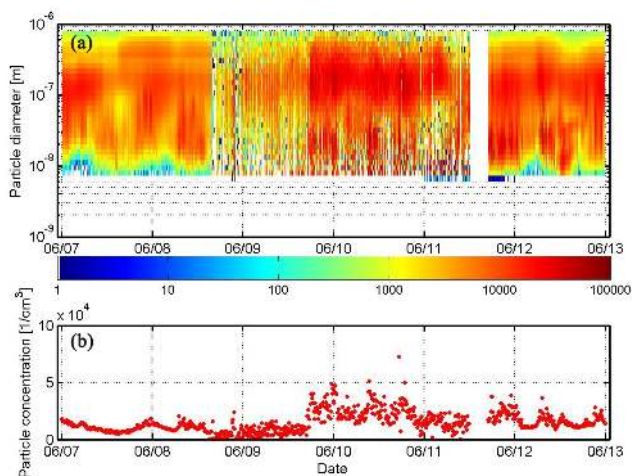 10^-6
(a)
10^-7
10^-8
10^-9
Particle diameter [m]
06/07 06/08 06/09 06/10 06/11 06/12 06/13
1 10 100 1000 10000 100000
x 10^4
10
(b)
5
0
Particle concentration [1/cm³]
06/07 06/08 06/09 06/10 06/11 06/12 06/13
Date